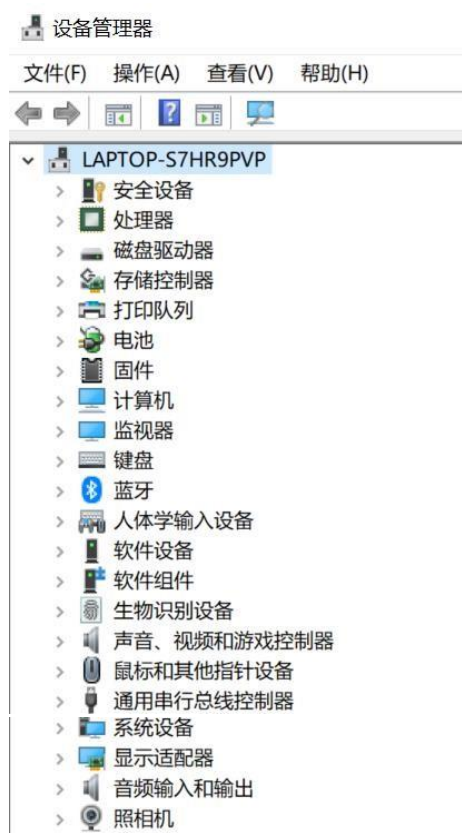 设备管理器
文件(F) 操作(A) 查看(V) 帮助(H)
LAPTOP-S7HR9PVP
安全设备
处理器
磁盘驱动器
存储控制器
打印队列
电池
固件
计算机
监视器
键盘
蓝牙
人体学输入设备
软件设备
软件组件
生物识别设备
声音、视频和游戏控制器
鼠标和其他指针设备
通用串行总线控制器
系统设备
显示适配器
音频输入和输出
照相机